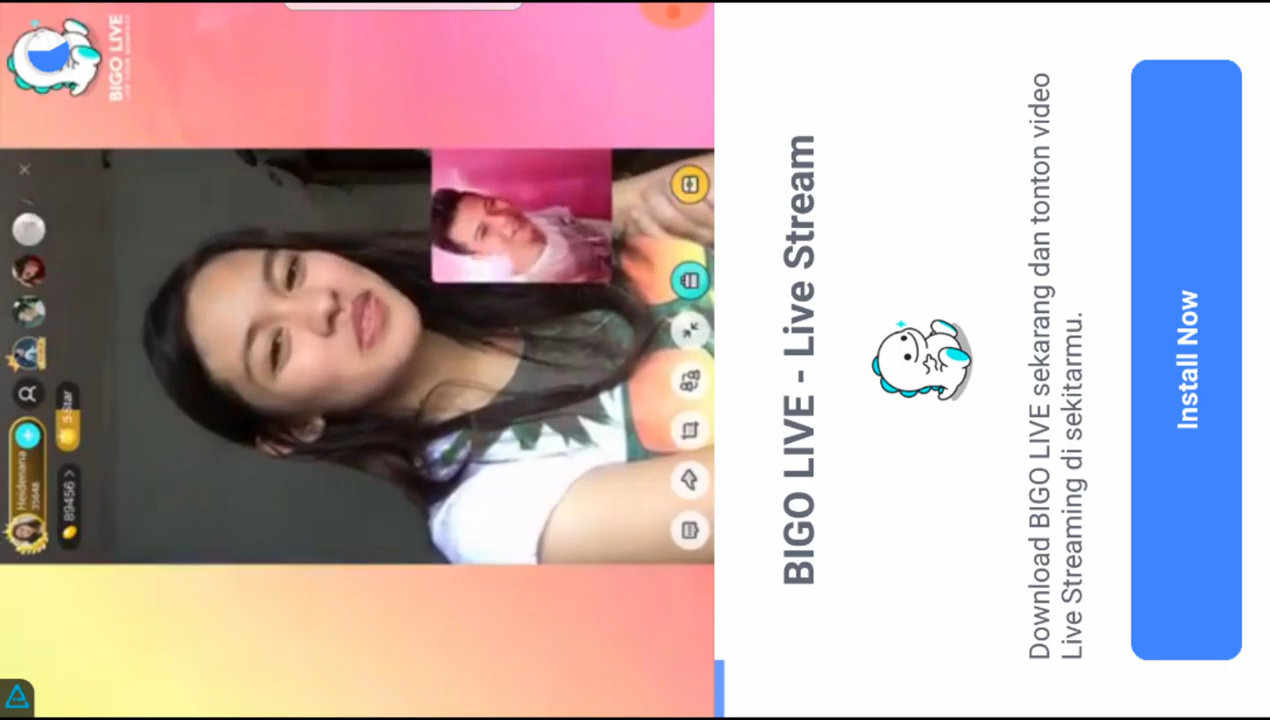 BIGO LIVE
Heidenana
35648
5 Star
89456 >
BIGO LIVE - Live Stream
Download BIGO LIVE sekarang dan tonton video
Live Streaming di sekitarmu.
Install Now